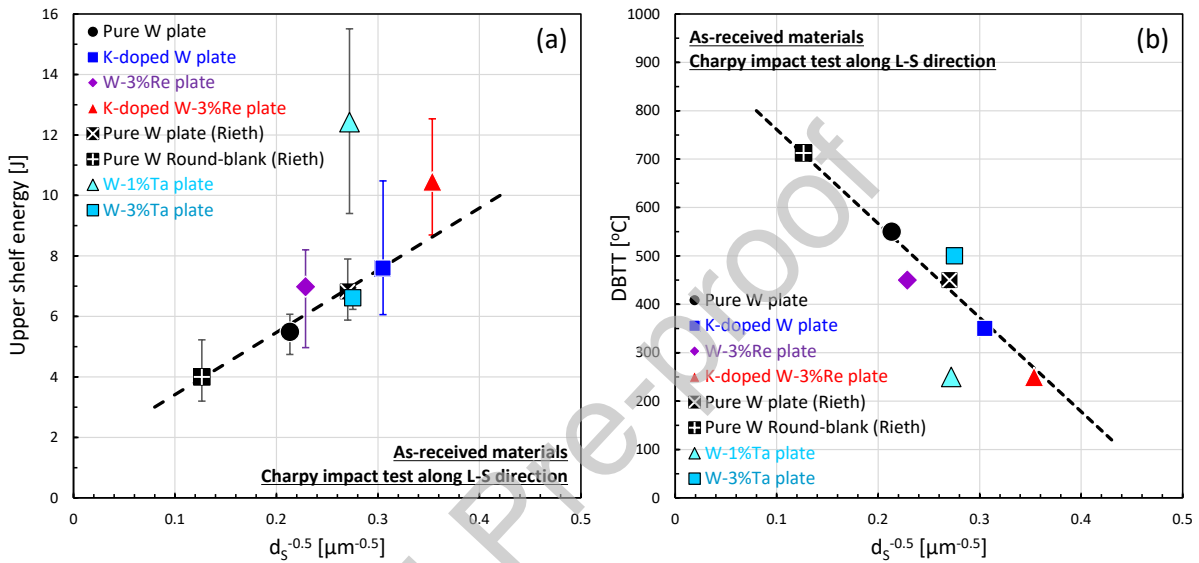 16
14
12
10
8
6
4
2
0
Upper shelf energy [J]
Pure W plate
K-doped W plate
W-3%Re plate
K-doped W-3%Re plate
Pure W plate (Rieth)
Pure W Round-blank (Rieth)
W-1%Ta plate
W-3%Ta plate
(a)
As-received materials
Charpy impact test along L-S direction
0 0.1 0.2 0.3 0.4 0.5
dS-0.5 [μm-0.5]
1000
900
800
700
600
500
400
300
200
100
0
DBTT [oC]
As-received materials
Charpy impact test along L-S direction
(b)
Pure W plate
K-doped W plate
W-3%Re plate
K-doped W-3%Re plate
Pure W plate (Rieth)
Pure W Round-blank (Rieth)
W-1%Ta plate
W-3%Ta plate
0 0.1 0.2 0.3 0.4 0.5
dS-0.5 [μm-0.5]
Pre-proof